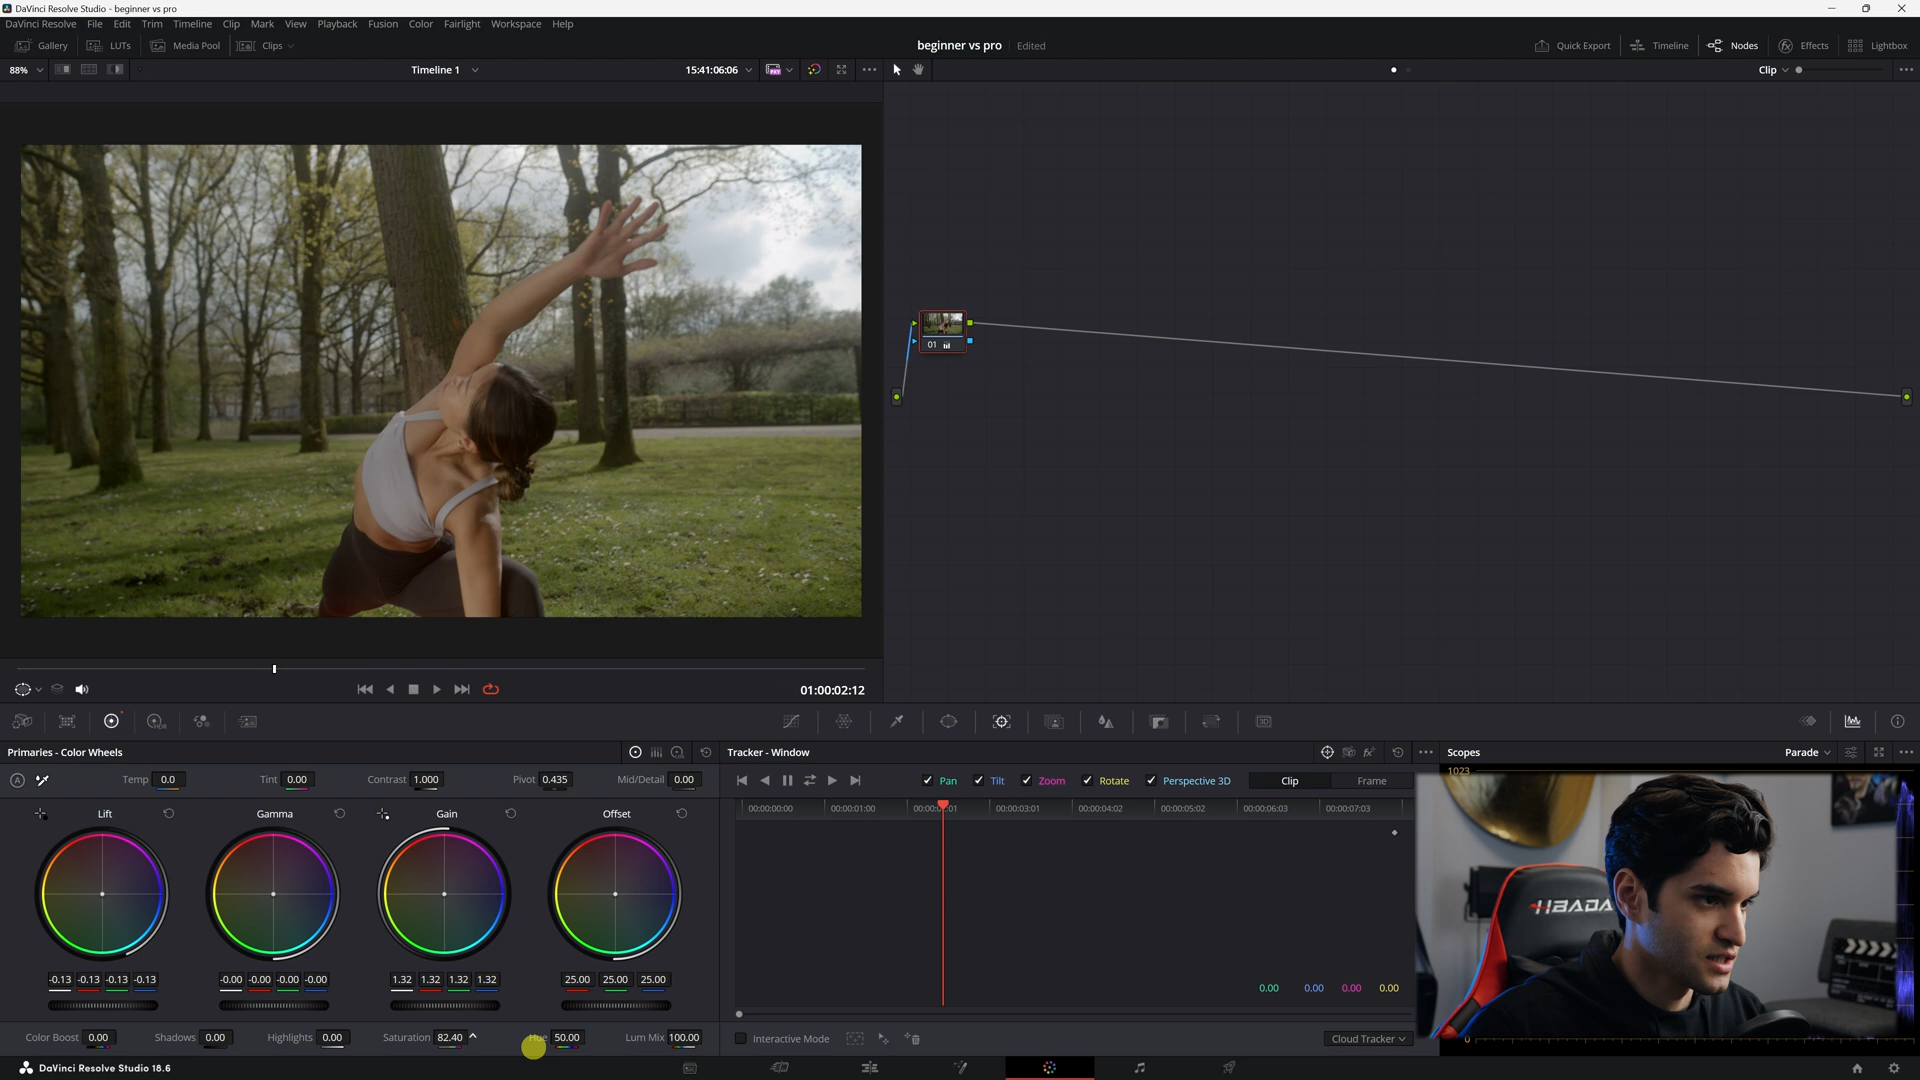 DaVinci Resolve Studio - beginner vs pro
DaVinci Resolve File Edit Trim Timeline Clip Mark View Playback Fusion Color Fairlight Workspace Help
Gallery LUTs Media Pool Clips beginner vs pro Edited Quick Export Timeline Nodes Effects Lightbox
88% Timeline 1 15:41:06:06 Clip
01
01:00:02:12
Primaries - Color Wheels Tracker - Window Scopes Parade
Temp 0.0 Tint 0.00 Contrast 1.000 Pivot 0.435 Mid/Detail 0.00 Pan Tilt Zoom Rotate Perspective 3D Clip Frame
1023
00:00:00:00 00:00:01:00 00:00:03:01 00:00:04:02 00:00:05:02 00:00:06:03 00:00:07:03
Lift Gamma Gain Offset
HBADA
-0.13 -0.13 -0.13 -0.13 -0.00 -0.00 -0.00 -0.00 1.32 1.32 1.32 1.32 25.00 25.00 25.00
0.00 0.00 0.00 0.00
Color Boost 0.00 Shadows 0.00 Highlights 0.00 Saturation 82.40 Hue 50.00 Lum Mix 100.00 Interactive Mode Cloud Tracker
0
DaVinci Resolve Studio 18.6